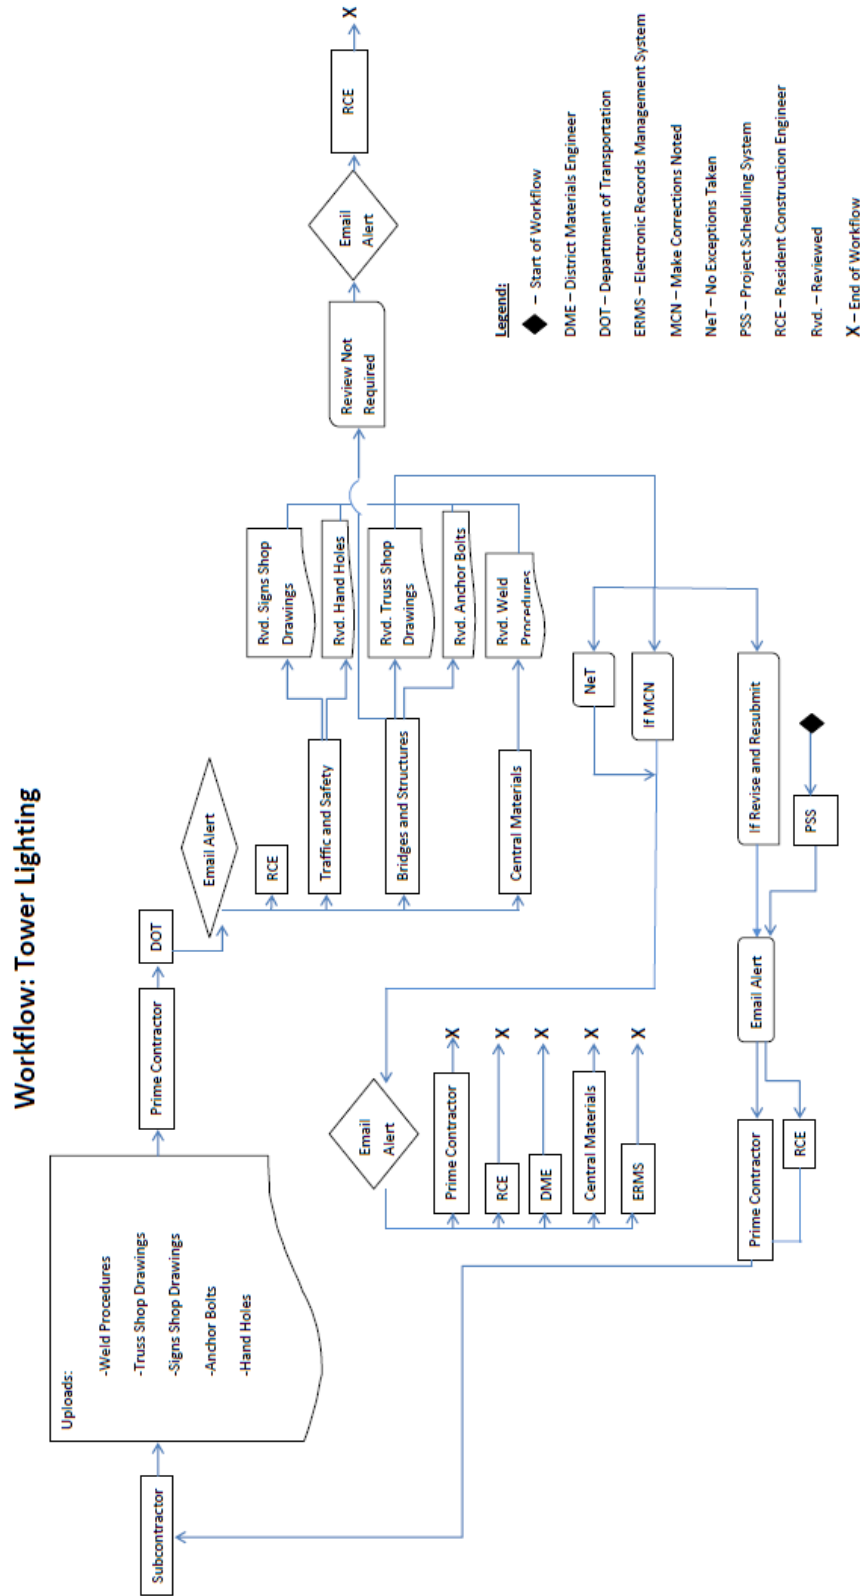 Workflow: Tower Lighting
Subcontractor
Uploads:
-Weld Procedures
-Truss Shop Drawings
-Signs Shop Drawings
-Anchor Bolts
-Hand Holes
Prime Contractor
DOT
Email Alert
RCE
Traffic and Safety
Bridges and Structures
Central Materials
Rvd. Signs Shop
Drawings
Rvd. Hand Holes
Rvd. Truss Shop
Drawings
Rvd. Anchor Bolts
Rvd. Weld
Procedures
Review Not
Required
Email
Alert
RCE
X
NeT
If MCN
If Revise and Resubmit
PSS
Email Alert
Prime Contractor
RCE
Email
Alert
Prime Contractor
X
RCE
X
DME
X
Central Materials
X
ERMS
X
Legend:
– Start of Workflow
DME – District Materials Engineer
DOT – Department of Transportation
ERMS – Electronic Records Management System
MCN – Make Corrections Noted
NeT – No Exceptions Taken
PSS – Project Scheduling System
RCE – Resident Construction Engineer
Rvd. – Reviewed
X – End of Workflow